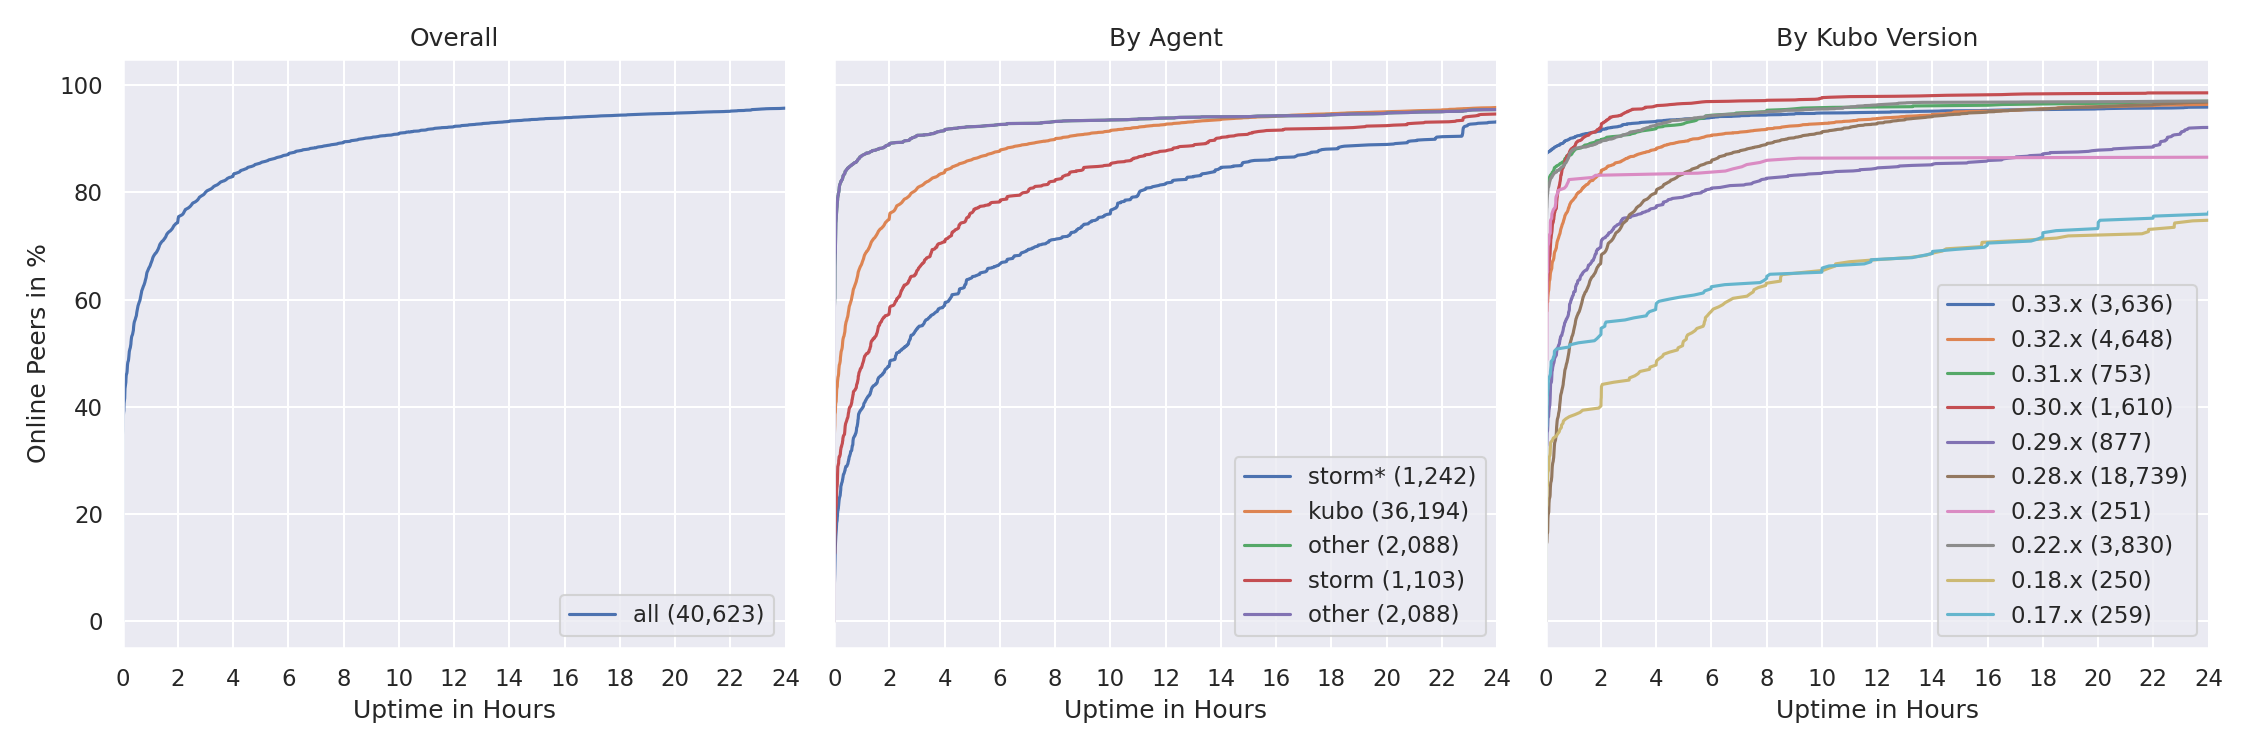 Overall
By Agent
By Kubo Version
Online Peers in %
100
80
60
40
20
0
all (40,623)
0 2 4 6 8 10 12 14 16 18 20 22 24
Uptime in Hours
storm* (1,242)
kubo (36,194)
other (2,088)
storm (1,103)
other (2,088)
0 2 4 6 8 10 12 14 16 18 20 22 24
Uptime in Hours
0.33.x (3,636)
0.32.x (4,648)
0.31.x (753)
0.30.x (1,610)
0.29.x (877)
0.28.x (18,739)
0.23.x (251)
0.22.x (3,830)
0.18.x (250)
0.17.x (259)
0 2 4 6 8 10 12 14 16 18 20 22 24
Uptime in Hours